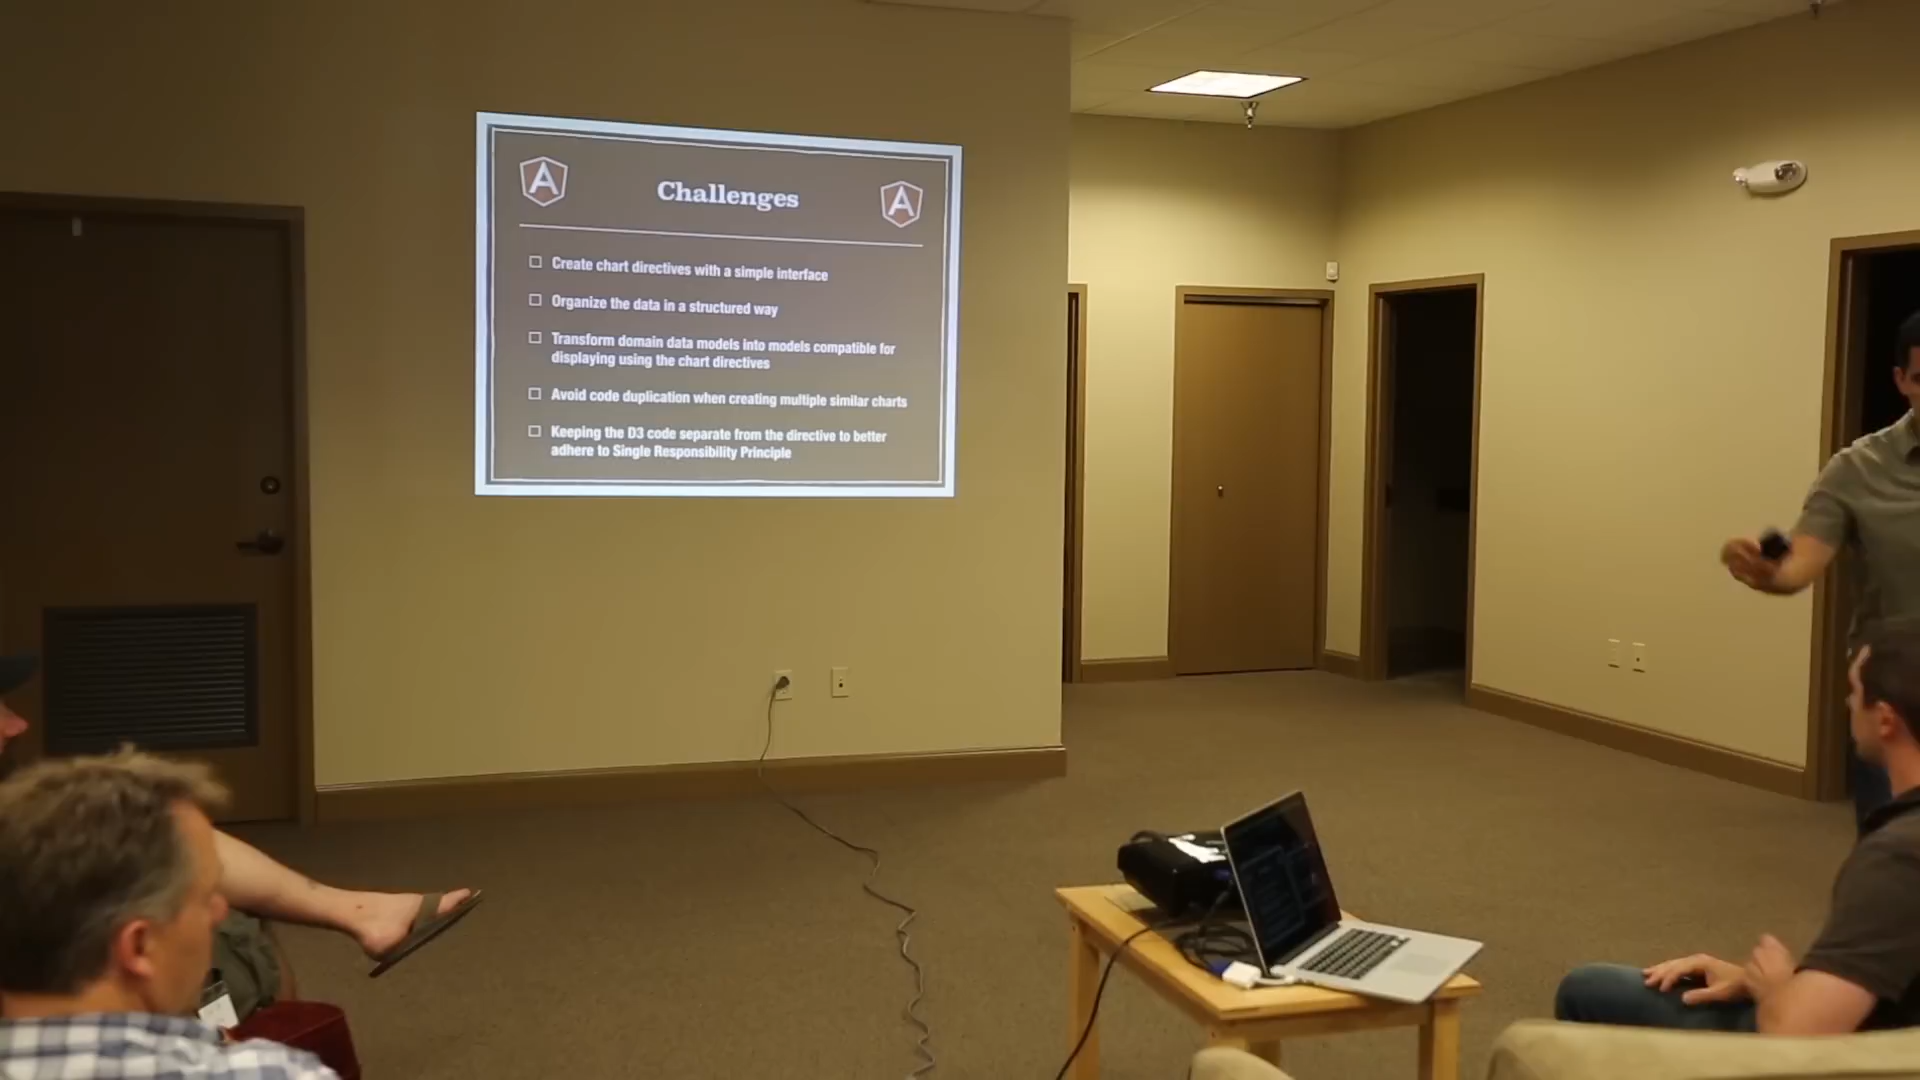 A
Challenges
A
Create chart directives with a simple interface
Organize the data in a structured way
Transform domain data models into models compatible for
displaying using the chart directives
Avoid code duplication when creating multiple similar charts
Keeping the D3 code separate from the directive to better
adhere to Single Responsibility Principle